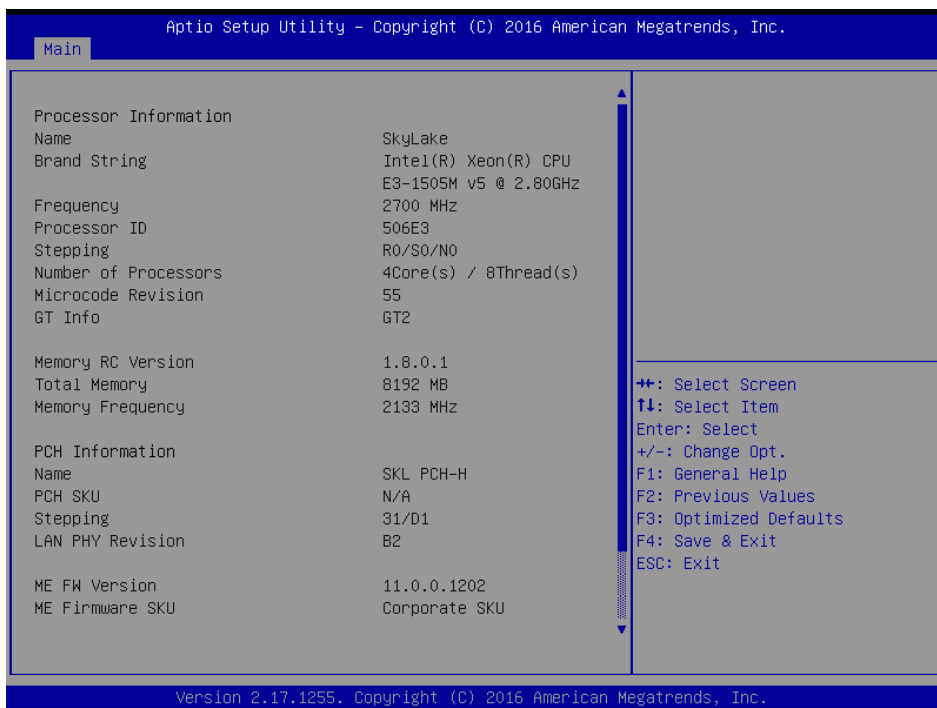 Aptio Setup Utility – Copyright (C) 2016 American Megatrends, Inc.
Main
Processor Information
Name SkyLake
Brand String Intel(R) Xeon(R) CPU
E3-1505M v5 @ 2.80GHz
Frequency 2700 MHz
Processor ID 506E3
Stepping R0/S0/N0
Number of Processors 4Core(s) / 8Thread(s)
Microcode Revision 55
GT Info GT2
Memory RC Version 1.8.0.1
Total Memory 8192 MB
Memory Frequency 2133 MHz
PCH Information
Name SKL PCH-H
PCH SKU N/A
Stepping 31/D1
LAN PHY Revision B2
ME FW Version 11.0.0.1202
ME Firmware SKU Corporate SKU
→←: Select Screen
↑↓: Select Item
Enter: Select
+/-: Change Opt.
F1: General Help
F2: Previous Values
F3: Optimized Defaults
F4: Save & Exit
ESC: Exit
Version 2.17.1255. Copyright (C) 2016 American Megatrends, Inc.